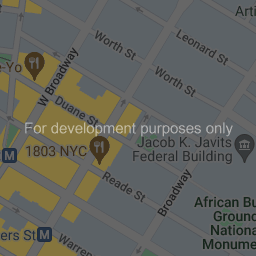 Arti
Worth St
Leonard St
e-Yo
W Broadway
Worth St
Duane St
For development purposes only
Jacob K. Javits
Federal Building
1803 NYC
M
Reade St
Broadway
African Bu
Ground
Nationa
Monume
ers St M
Warren